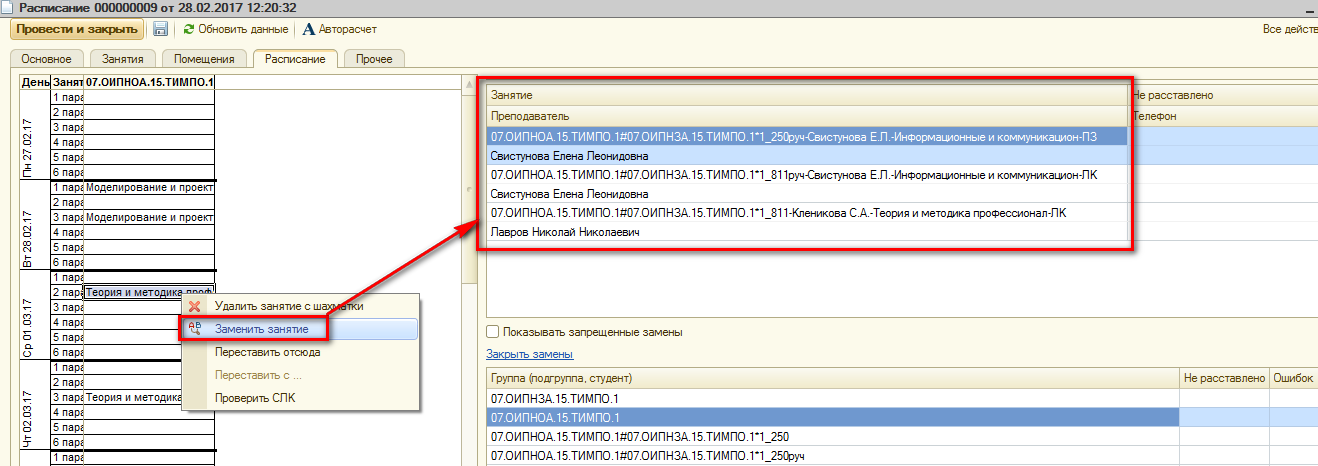 Расписание 000000009 от 28.02.2017 12:20:32
Провести и закрыть Обновить данные Авторасчет Все дейст
Основное Занятия Помещения Расписание Прочее
День Занят 07.ОИПНОА.15.ТИМПО.1
Пн 27.02.17
1 пара
2 пара
3 пара
4 пара
5 пара
6 пара
Вт 28.02.17
1 пара Моделирование и проект
2 пара
3 пара Моделирование и проект
4 пара
5 пара
6 пара
Ср 01.03.17
1 пара
2 пара Теория и методика проф
3 пара
4 пара
5 пара
6 пара
Чт 02.03.17
1 пара
2 пара
3 пара Теория и методика
4 пара
5 пара
6 пара
1 пара
Удалить занятие с шахматки
Заменить занятие
Переставить отсюда
Переставить с ...
Проверить СЛК
Занятие Не расставлено
Преподаватель Телефон
07.ОИПНОА.15.ТИМПО.1#07.ОИПНЗА.15.ТИМПО.1*1_250руч-Свистунова Е.Л.-Информационные и коммуникацион-ПЗ
Свистунова Елена Леонидовна
07.ОИПНОА.15.ТИМПО.1#07.ОИПНЗА.15.ТИМПО.1*1_811руч-Свистунова Е.Л.-Информационные и коммуникацион-ЛК
Свистунова Елена Леонидовна
07.ОИПНОА.15.ТИМПО.1#07.ОИПНЗА.15.ТИМПО.1*1_811-Кленикова С.А.-Теория и методика профессионал-ЛК
Лавров Николай Николаевич
Показывать запрещенные замены
Закрыть замены
Группа (подгруппа, студент) Не расставлено Ошибок
07.ОИПНЗА.15.ТИМПО.1
07.ОИПНОА.15.ТИМПО.1
07.ОИПНОА.15.ТИМПО.1#07.ОИПНЗА.15.ТИМПО.1*1_250
07.ОИПНОА.15.ТИМПО.1#07.ОИПНЗА.15.ТИМПО.1*1_250руч